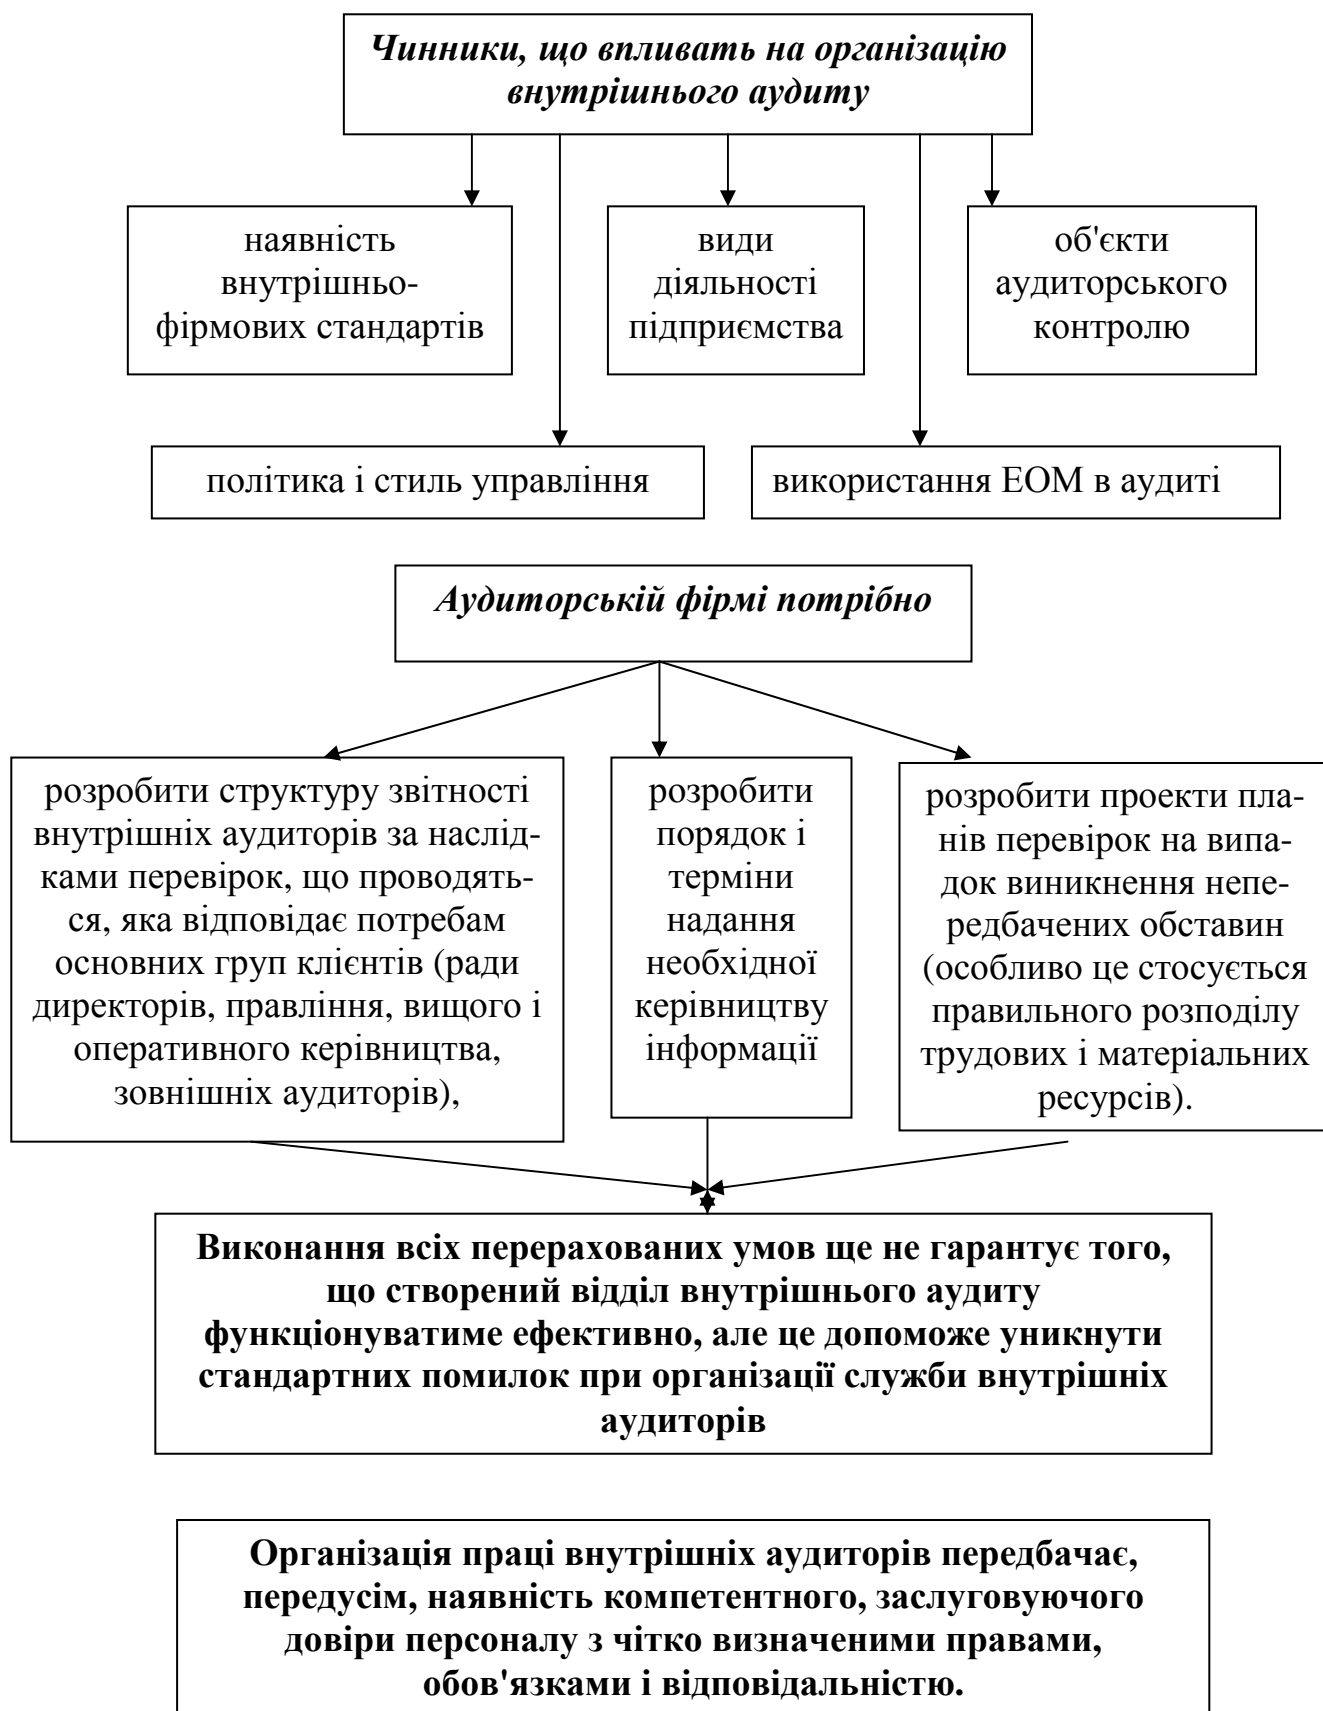 Чинники, що впливать на організацію
внутрішнього аудиту
наявність
внутрішньо-
фірмових стандартів
види
діяльності
підприємства
об'єкти
аудиторського
контролю
політика і стиль управління
використання ЕОМ в аудиті
Аудиторській фірмі потрібно
розробити структуру звітності
внутрішніх аудиторів за наслід-
ками перевірок, що проводять-
ся, яка відповідає потребам
основних груп клієнтів (ради
директорів, правління, вищого і
оперативного керівництва,
зовнішніх аудиторів),
розробити
порядок і
терміни
надання
необхідної
керівництву
інформації
розробити проекти пла-
нів перевірок на випа-
док виникнення непе-
редбачених обставин
(особливо це стосується
правильного розподілу
трудових і матеріальних
ресурсів).
Виконання всіх перерахованих умов ще не гарантує того,
що створений відділ внутрішнього аудиту
функціонуватиме ефективно, але це допоможе уникнути
стандартних помилок при організації служби внутрішніх
аудиторів
Організація праці внутрішніх аудиторів передбачає,
передусім, наявність компетентного, заслуговуючого
довіри персоналу з чітко визначеними правами,
обов'язками і відповідальністю.